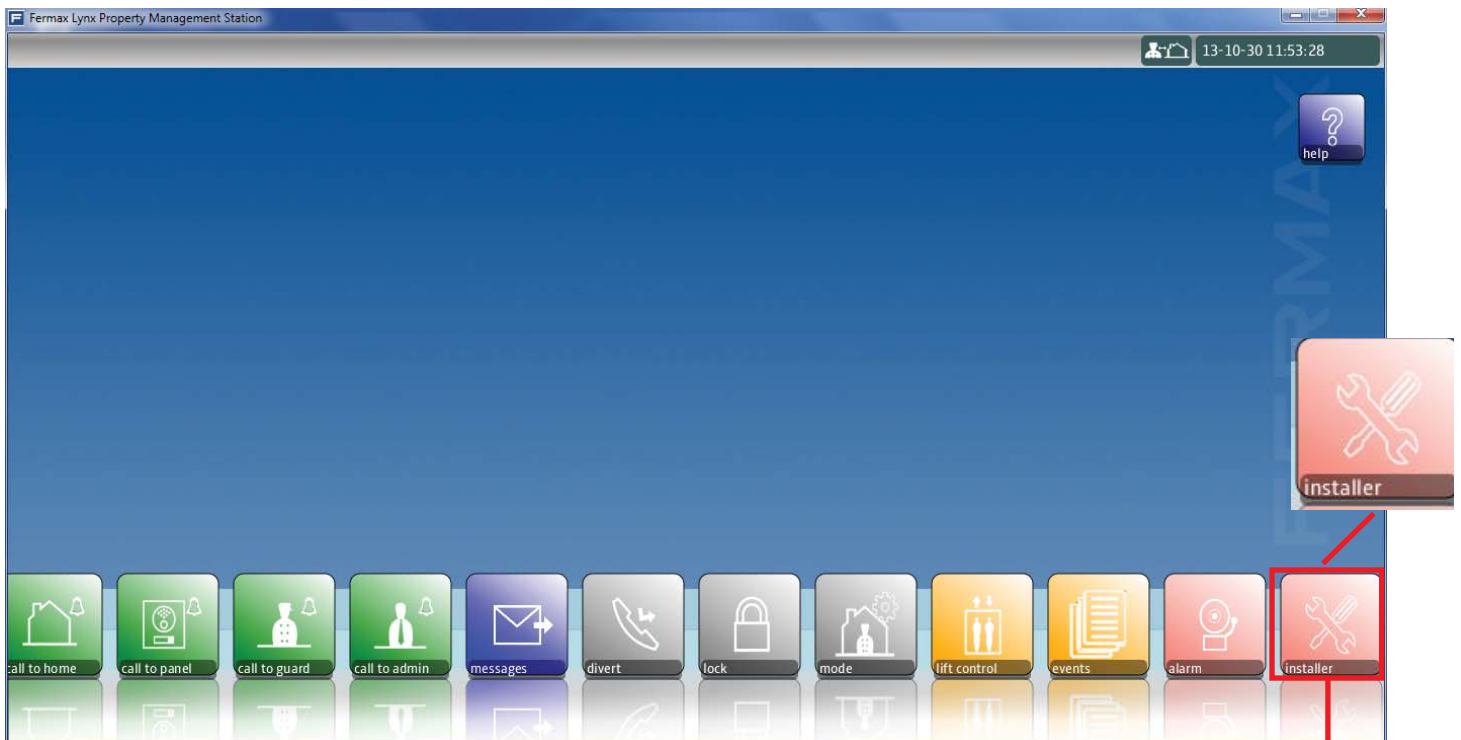 Fermax Lynx Property Management Station
13-10-30 11:53:28
help
FERMAX
installer
call to home
call to panel
call to guard
call to admin
messages
divert
lock
mode
lift control
events
alarm
installer